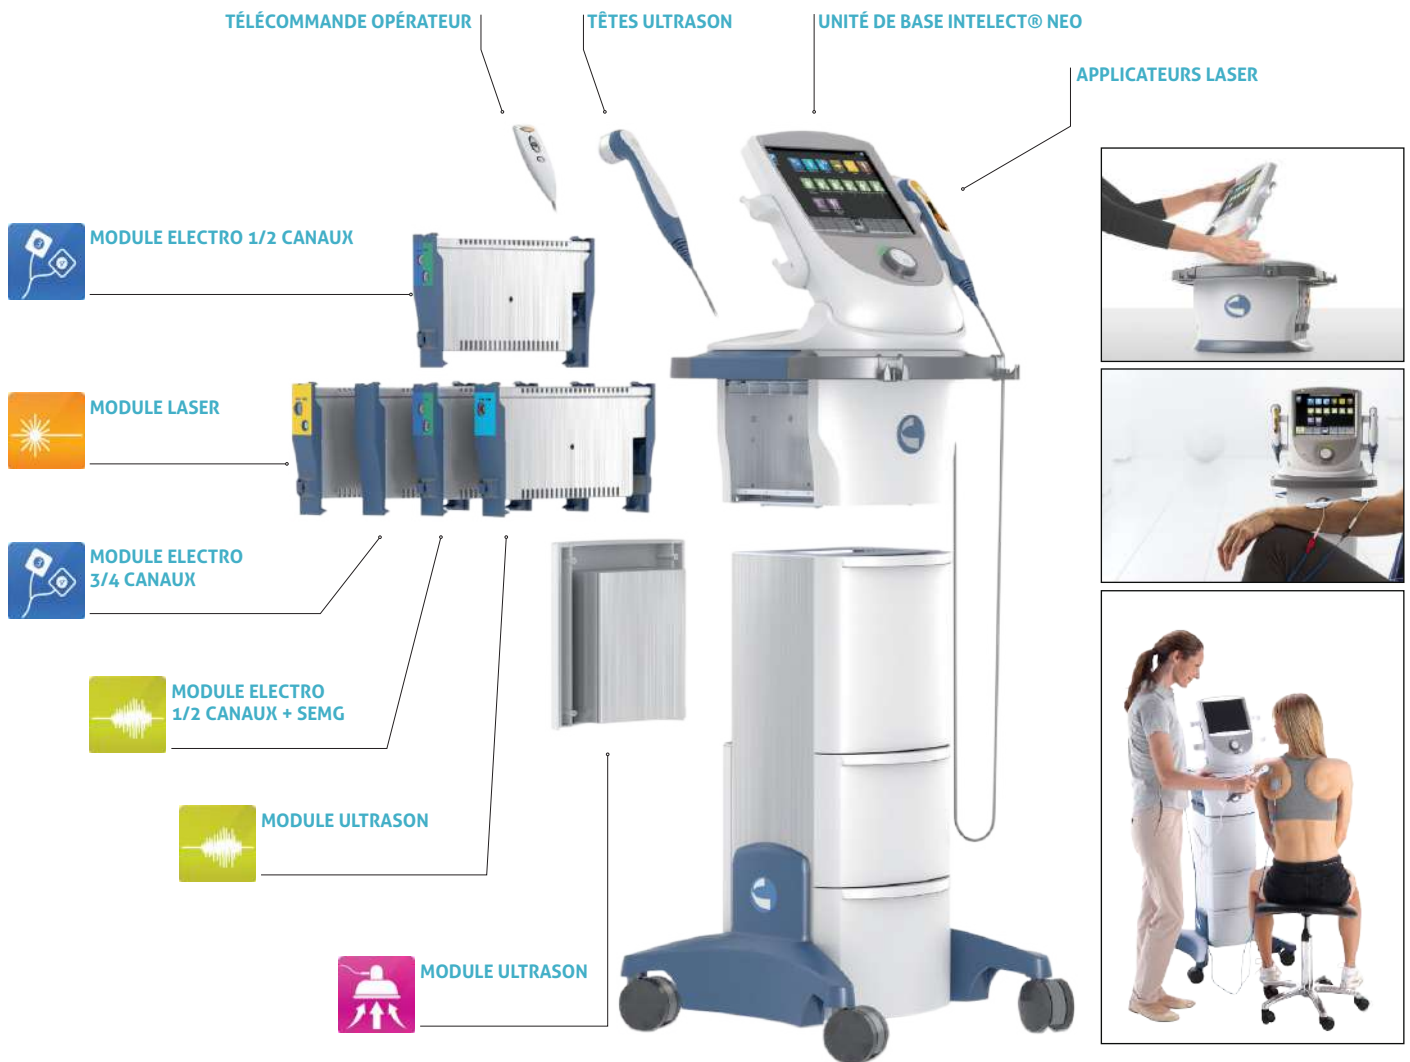 TÉLÉCOMMANDE OPÉRATEUR
TÊTES ULTRASON
UNITÉ DE BASE INTELECT® NEO
APPLICATEURS LASER
MODULE ELECTRO 1/2 CANAUX
MODULE LASER
MODULE ELECTRO
3/4 CANAUX
MODULE ELECTRO
1/2 CANAUX + SEMG
MODULE ULTRASON
MODULE ULTRASON